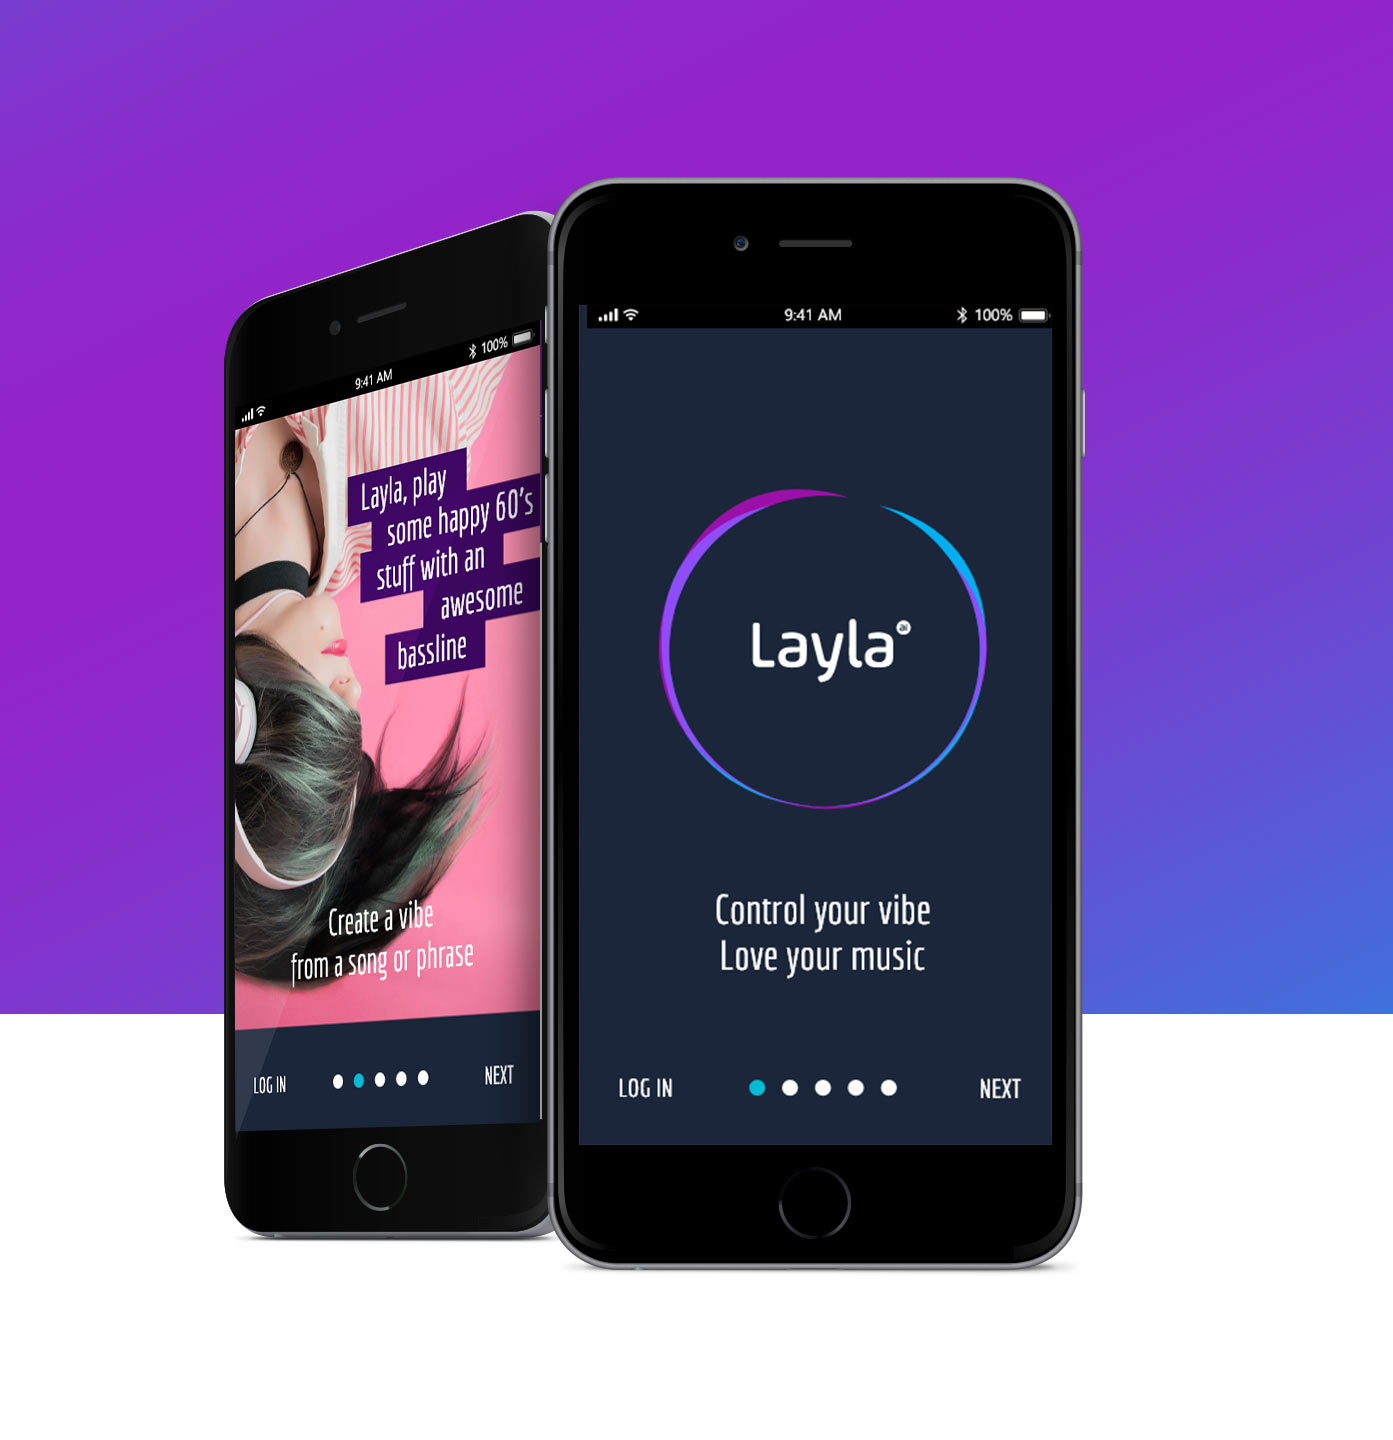 9:41 AM
100%
Layla, play
some happy 60's
stuff with an
awesome
bassline
Create a vibe
from a song or phrase
LOG IN
NEXT
9:41 AM
100%
Layla ai
Control your vibe
Love your music
LOG IN
NEXT